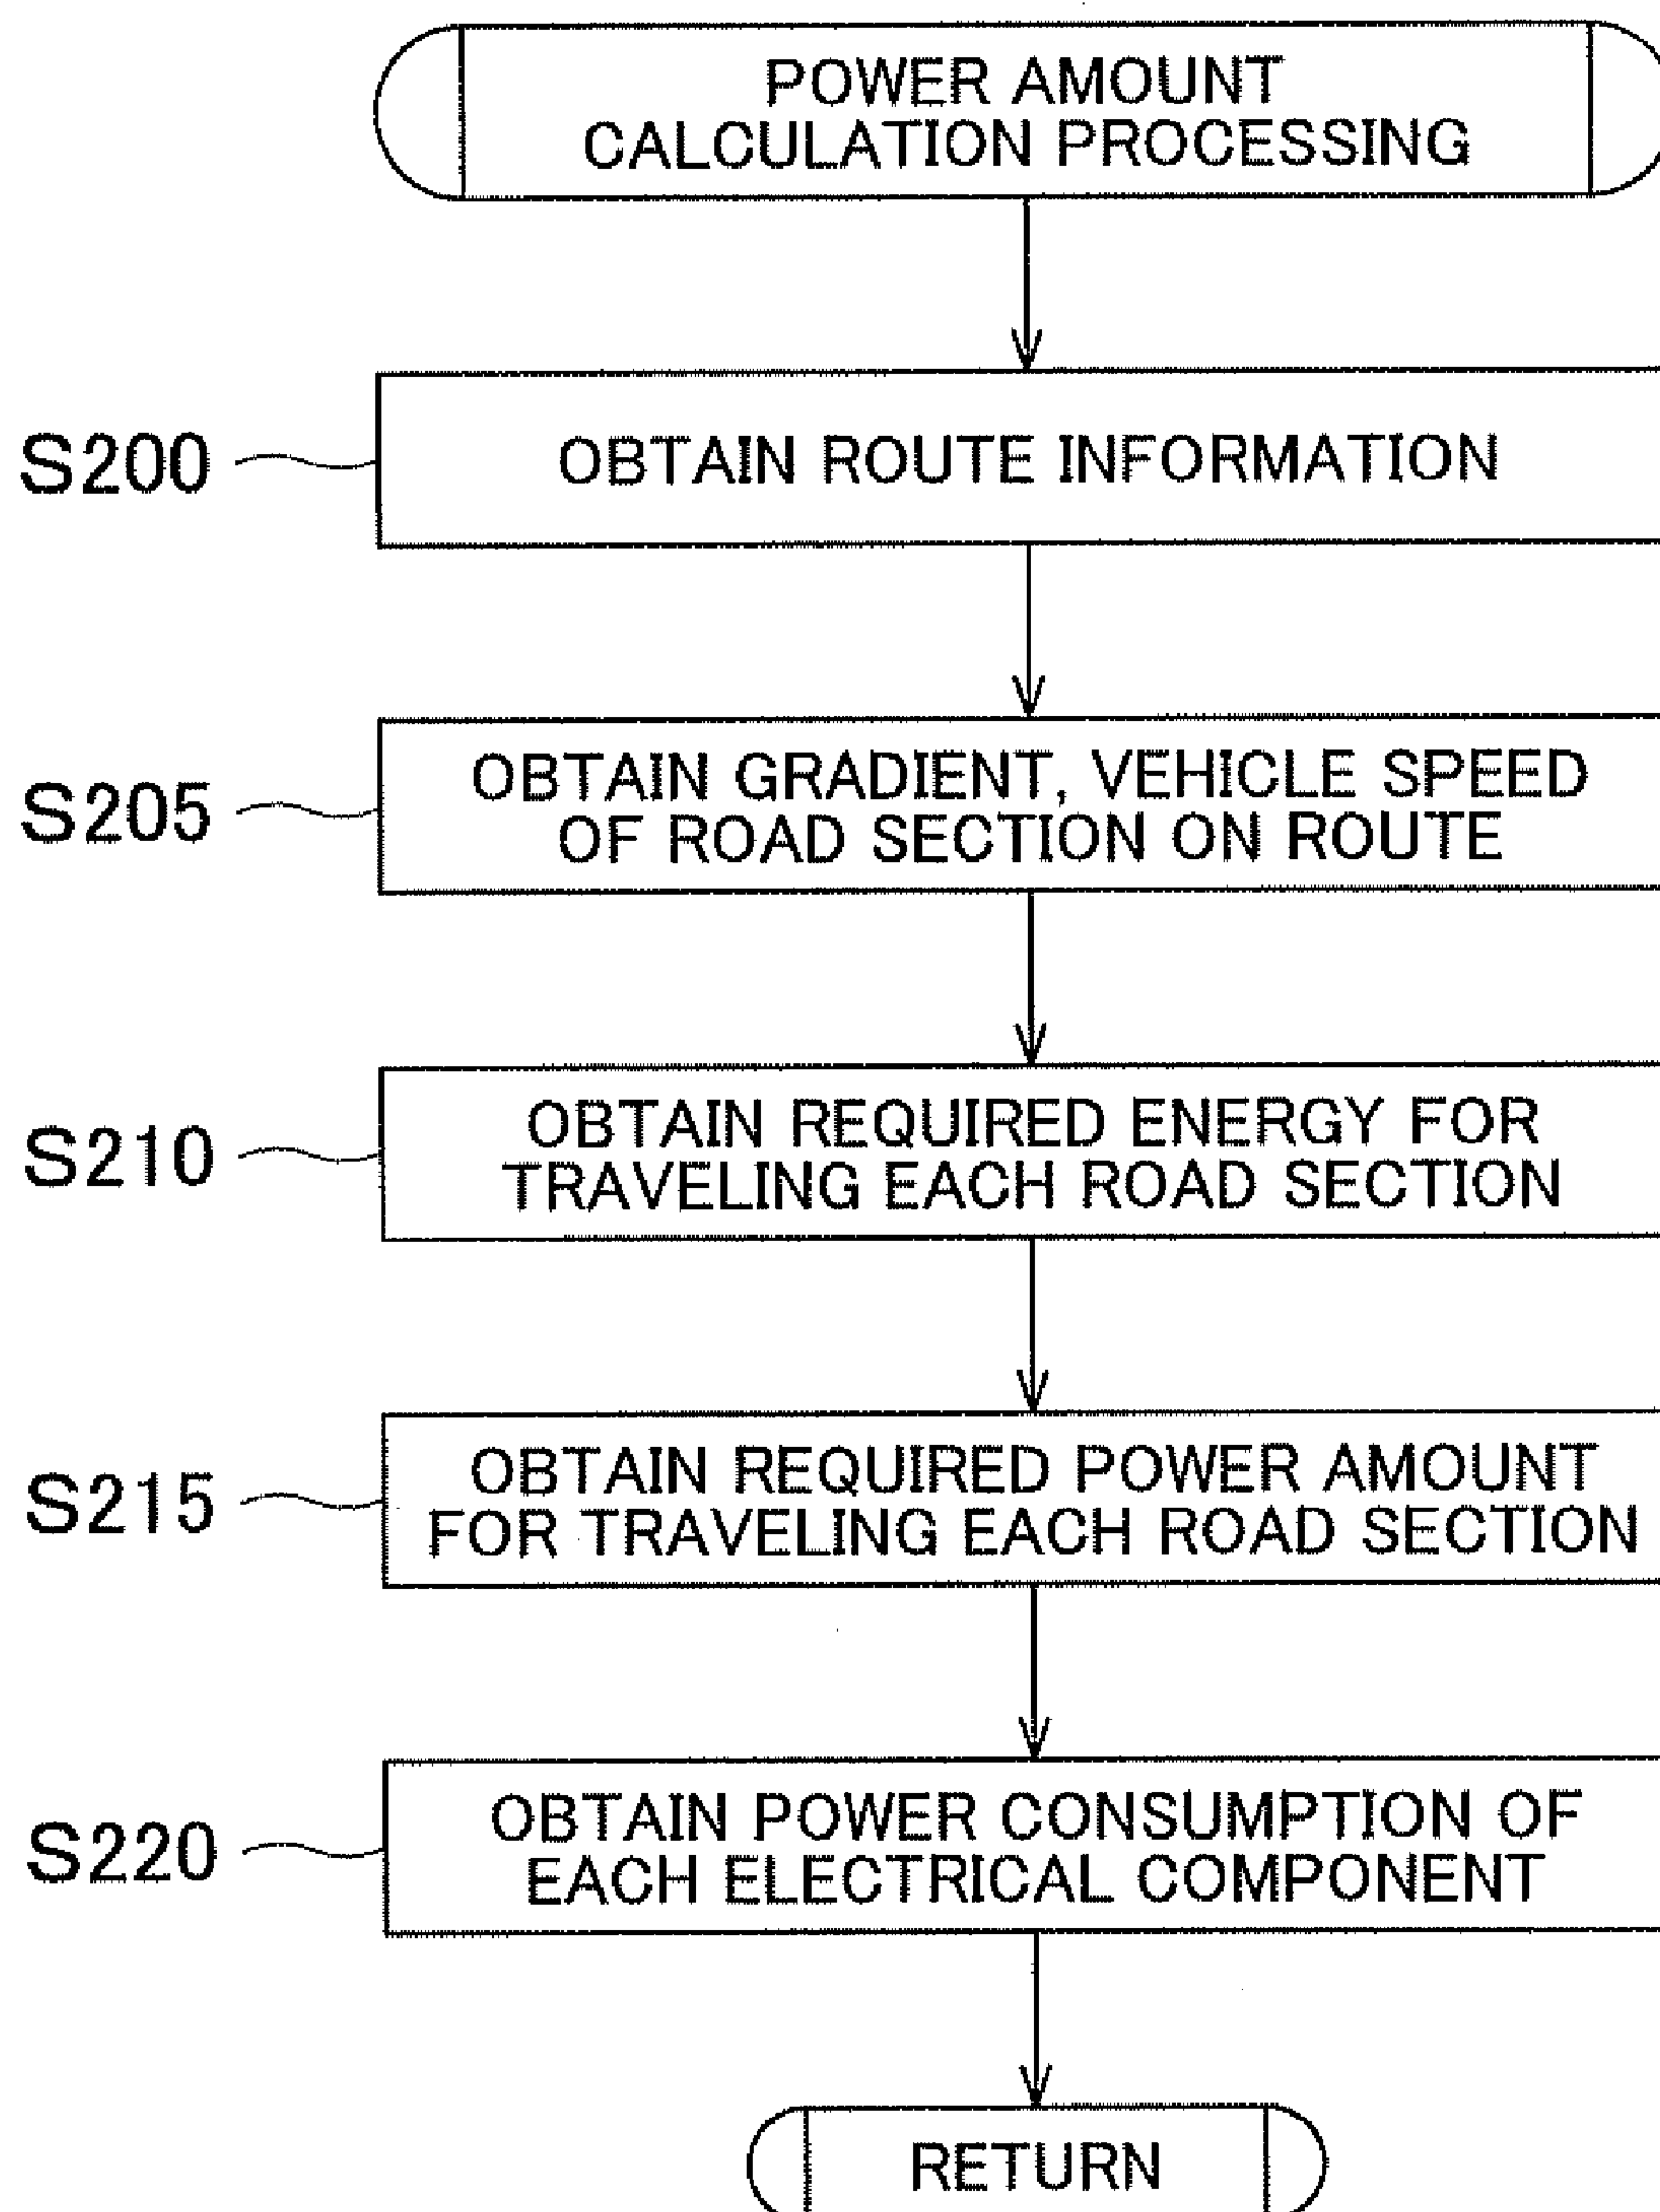 POWER AMOUNT
CALCULATION PROCESSING
S200
OBTAIN ROUTE INFORMATION
S205
OBTAIN GRADIENT, VEHICLE SPEED
OF ROAD SECTION ON ROUTE
S210
OBTAIN REQUIRED ENERGY FOR
TRAVELING EACH ROAD SECTION
S215
OBTAIN REQUIRED POWER AMOUNT
FOR TRAVELING EACH ROAD SECTION
S220
OBTAIN POWER CONSUMPTION OF
EACH ELECTRICAL COMPONENT
RETURN